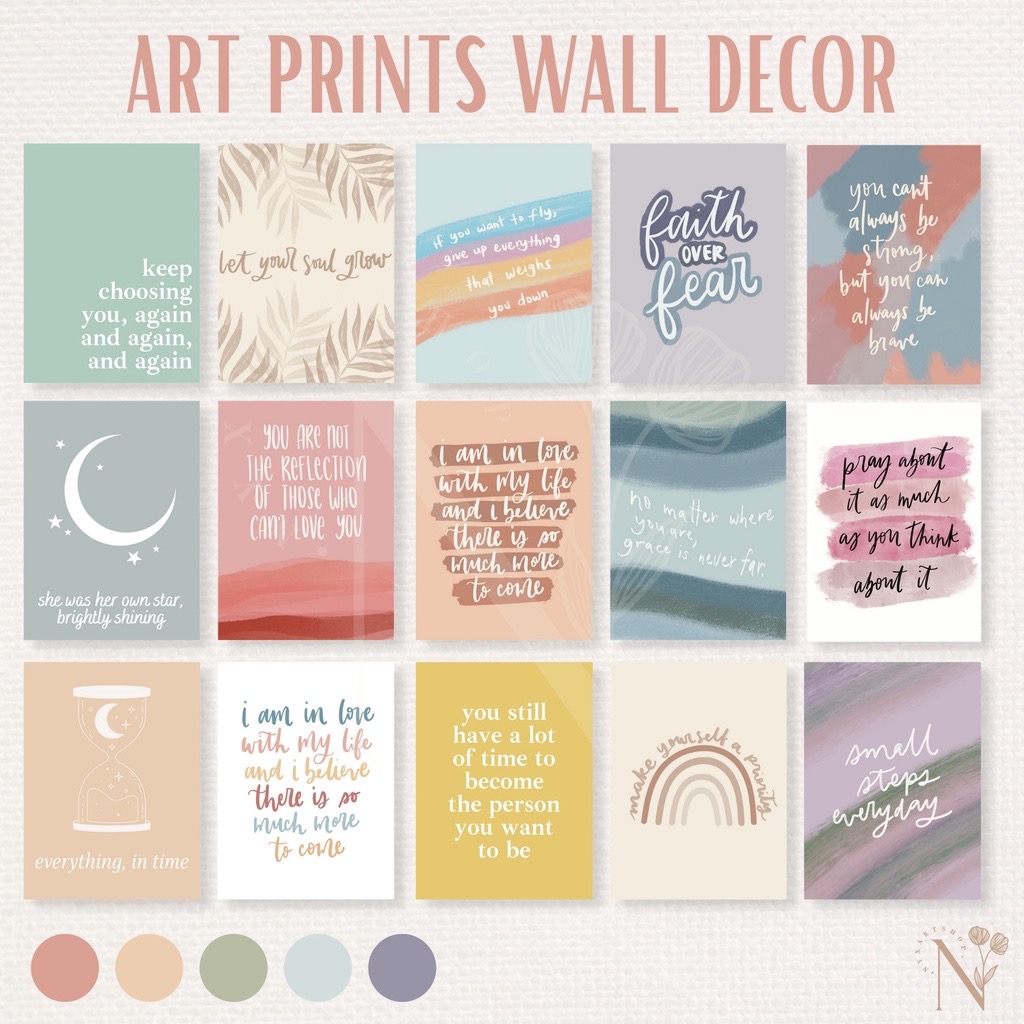 ART PRINTS WALL DECOR
keep
choosing
you, again
and again,
and again
let your soul grow
if you want to fly,
give up everything
that weighs
you down
faith
OVER
fear
you can't
always be
strong,
but you can
always be
brave
she was her own star,
brightly shining
YOU ARE NOT
THE REFLECTION
OF THOSE WHO
CAN'T LOVE YOU
i am in love
with my life
and i believe
there is so
much more
to come
no matter where
you are,
grace is never far.
pray about
it as much
as you think
about it
everything, in time
i am in love
with my life
and i believe
there is so
much more
to come
you still
have a lot
of time to
become
the person
you want
to be
make yourself a priority
small
steps
everyday
N